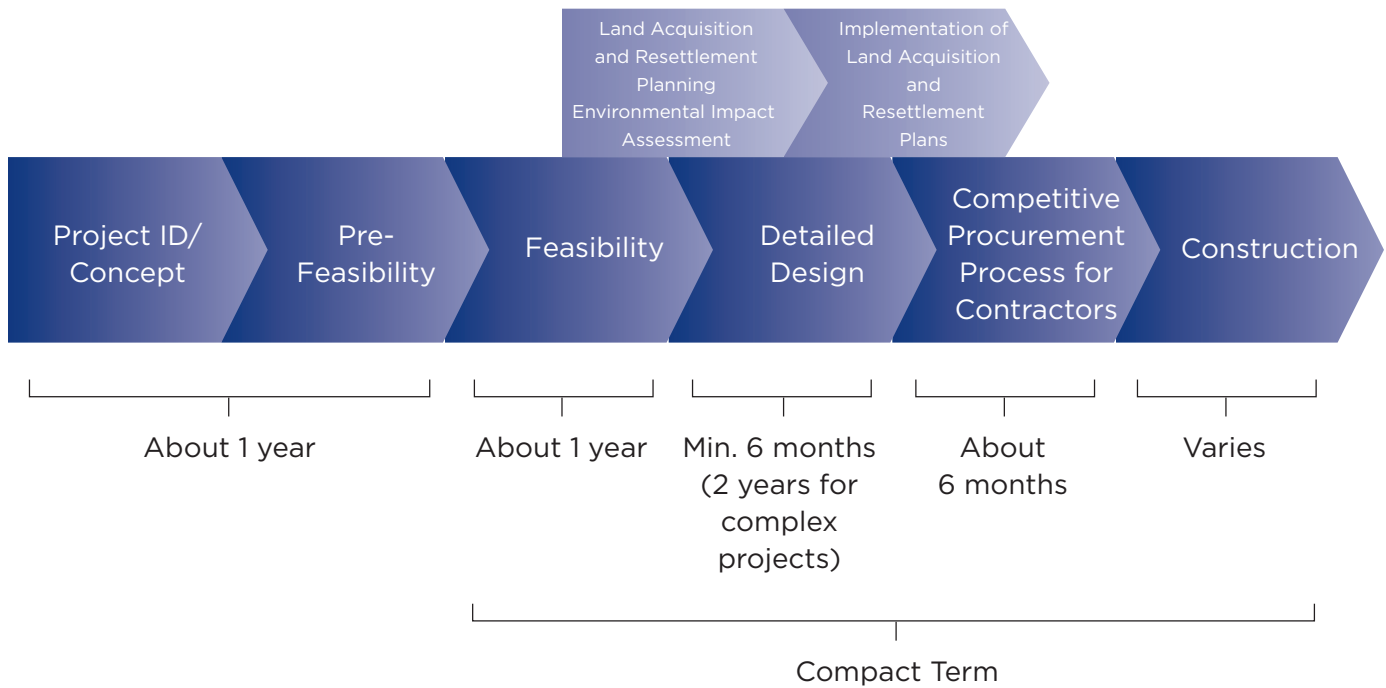 Land Acquisition
and Resettlement
Planning
Environmental Impact
Assessment
Implementation of
Land Acquisition
and
Resettlement
Plans
Project ID/
Concept
Pre-
Feasibility
Feasibility
Detailed
Design
Competitive
Procurement
Process for
Contractors
Construction
About 1 year
About 1 year
Min. 6 months
(2 years for
complex
projects)
About
6 months
Varies
Compact Term